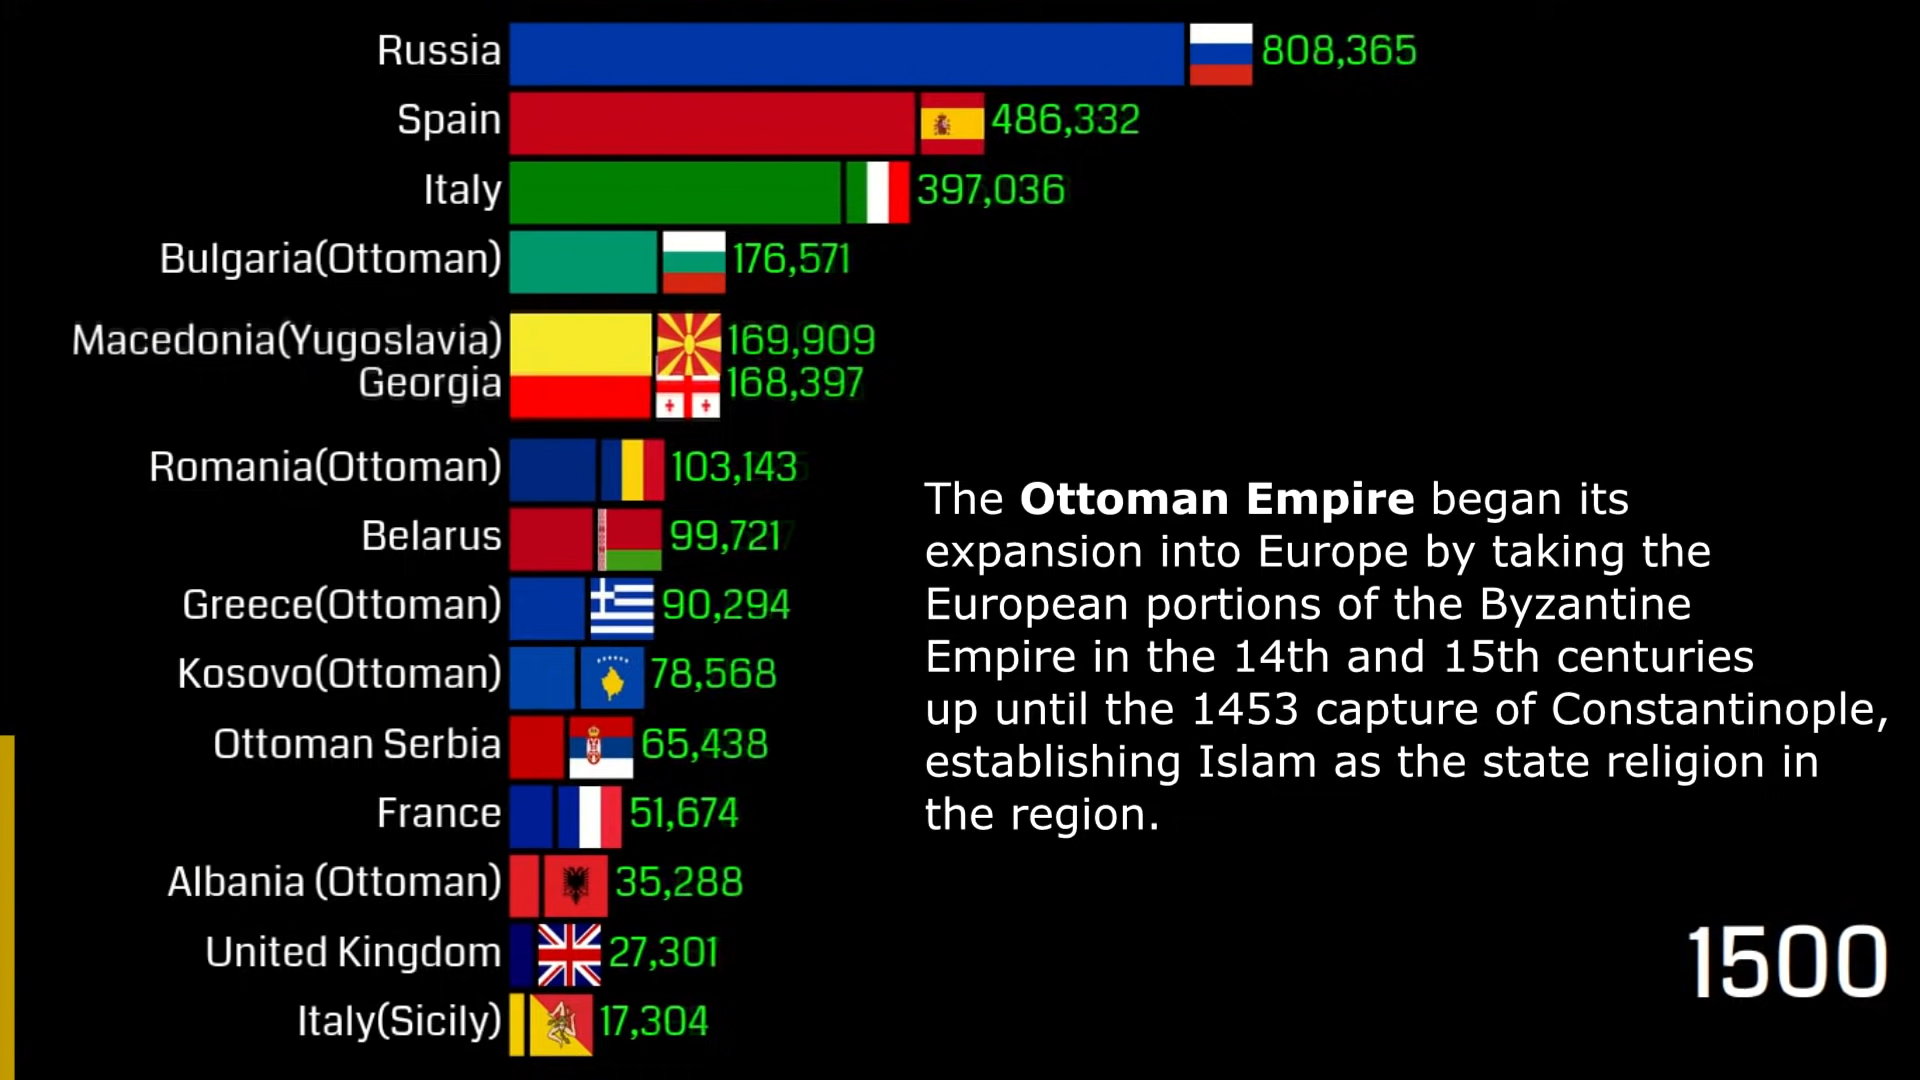 Russia 808,365
Spain 486,332
Italy 397,036
Bulgaria(Ottoman) 176,571
Macedonia(Yugoslavia) 169,909
Georgia 168,397
Romania(Ottoman) 103,143
Belarus 99,721
Greece(Ottoman) 90,294
Kosovo(Ottoman) 78,568
Ottoman Serbia 65,438
France 51,674
Albania (Ottoman) 35,288
United Kingdom 27,301
Italy(Sicily) 17,304
The Ottoman Empire began its
expansion into Europe by taking the
European portions of the Byzantine
Empire in the 14th and 15th centuries
up until the 1453 capture of Constantinople,
establishing Islam as the state religion in
the region.
1500